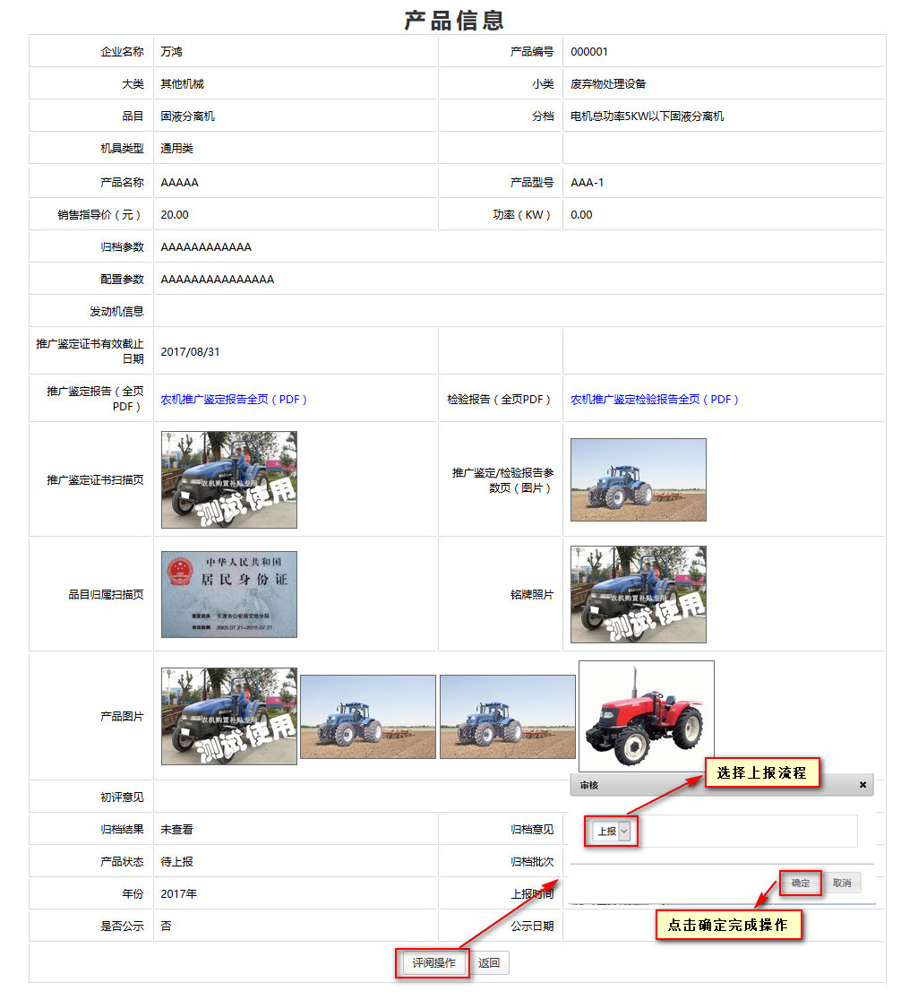 产品信息
企业名称 万鸿 产品编号 000001
大类 其他机械 小类 废弃物处理设备
品目 固液分离机 分档 电机总功率5KW以下固液分离机
机具类型 通用类
产品名称 AAAAA 产品型号 AAA-1
销售指导价（元） 20.00 功率（KW） 0.00
归档参数 AAAAAAAAAAAA
配置参数 AAAAAAAAAAAAAAA
发动机信息
推广鉴定证书有效截止
日期 2017/08/31
推广鉴定报告（全页
PDF） 农机推广鉴定报告全页（PDF） 检验报告（全页PDF） 农机推广鉴定检验报告全页（PDF）
推广鉴定证书扫描页
农机购置补贴专用
测试使用
推广鉴定/检验报告参
数页（图片）
品目归属扫描页
中华人民共和国
居民身份证
签发机关 天津市公安局宝坻分局
有效期限 2005.07.21-2015.07.21
铭牌照片
农机购置补贴专用
测试使用
产品图片
农机购置补贴专用
测试使用
选择上报流程
初评意见
审核 ×
归档结果 未查看 归档意见
上报
产品状态 待上报 归档批次
确定 取消
年份 2017年 上报时间
是否公示 否 公示日期
点击确定完成操作
评阅操作 返回